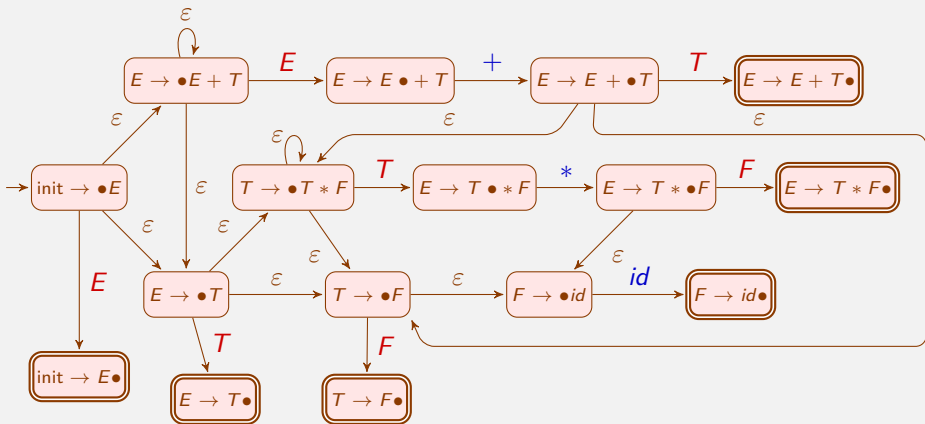 ε
E → ●E + T
E
E → E ● + T
+
E → E + ●T
T
E → E + T●
ε
ε
ε
ε
init → ●E
ε
T → ●T ∗ F
T
E → T ● ∗ F
∗
E → T ∗ ●F
F
E → T ∗ F●
ε
ε
ε
ε
E
E → ●T
ε
T → ●F
ε
F → ●id
id
F → id●
T
F
init → E●
E → T●
T → F●